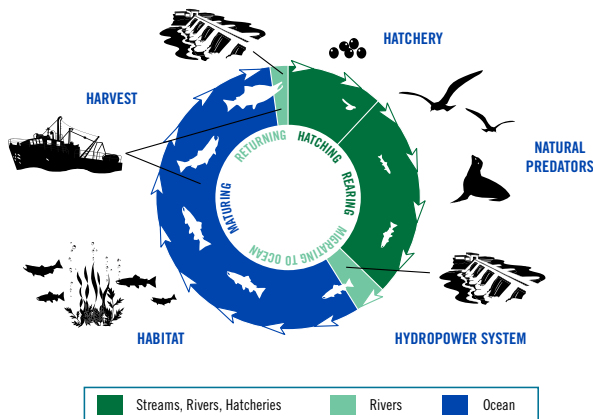 HATCHERY
HARVEST
NATURAL
PREDATORS
RETURNING
HATCHING
REARING
MATURING
MIGRATING TO OCEAN
HABITAT
HYDROPOWER SYSTEM
Streams, Rivers, Hatcheries
Rivers
Ocean